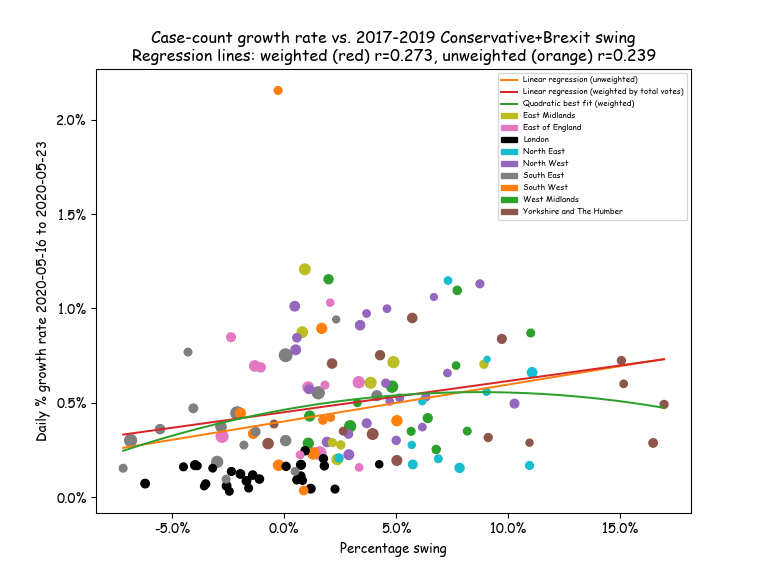 Case-count growth rate vs. 2017-2019 Conservative+Brexit swing
Regression lines: weighted (red) r=0.273, unweighted (orange) r=0.239
Linear regression (unweighted)
Linear regression (weighted by total votes)
Quadratic best fit (weighted)
East Midlands
East of England
London
North East
North West
South East
South West
West Midlands
Yorkshire and The Humber
Daily % growth rate 2020-05-16 to 2020-05-23
2.0%
1.5%
1.0%
0.5%
0.0%
-5.0%
0.0%
5.0%
10.0%
15.0%
Percentage swing